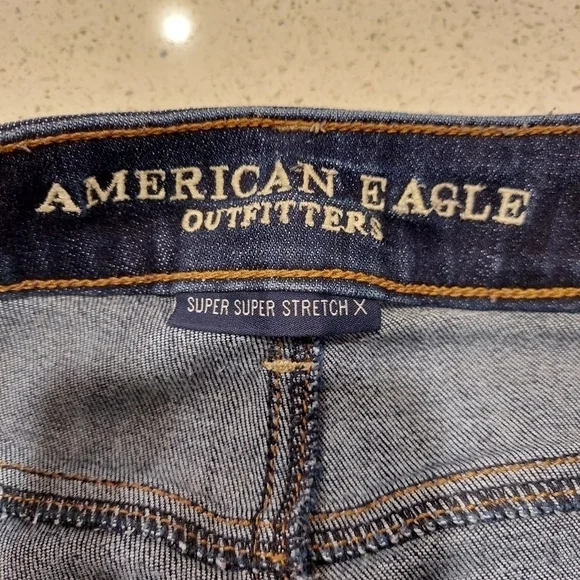 AMERICAN EAGLE
OUTFITTERS
SUPER SUPER STRETCH X